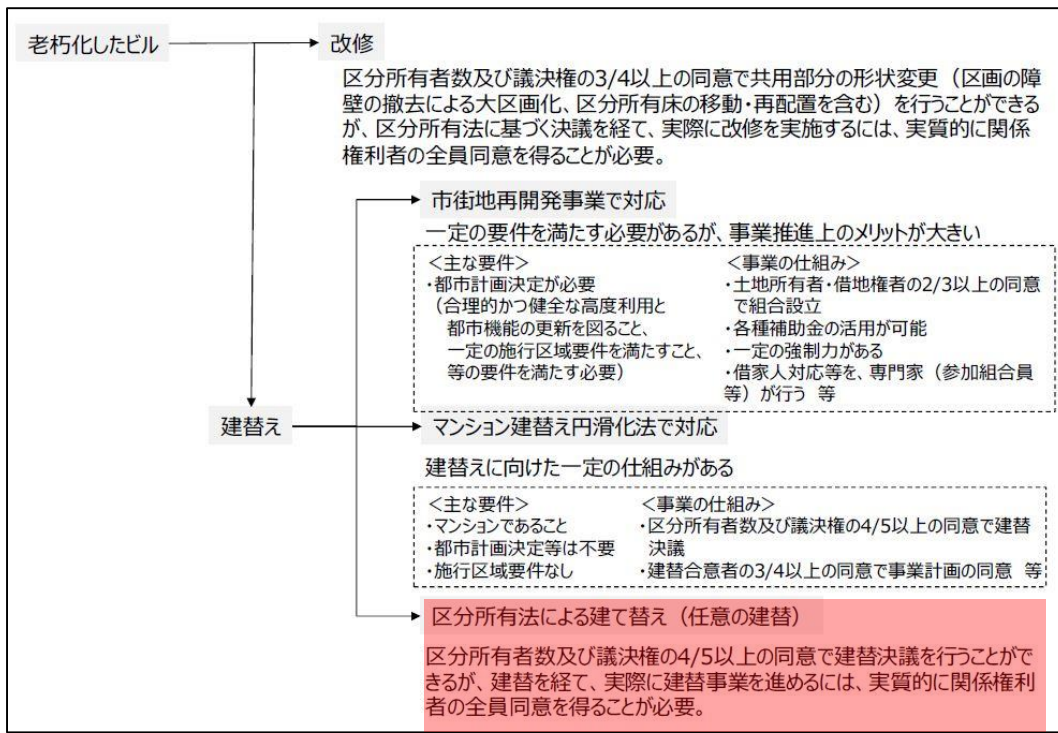 老朽化したビル
改修
区分所有者数及び議決権の3/4以上の同意で共用部分の形状変更（区画の障
壁の撤去による大区画化、区分所有床の移動・再配置を含む）を行うことができる
が、区分所有法に基づく決議を経て、実際に改修を実施するには、実質的に関係
権利者の全員同意を得ることが必要。
市街地再開発事業で対応
一定の要件を満たす必要があるが、事業推進上のメリットが大きい
＜主な要件＞
・都市計画決定が必要
（合理的かつ健全な高度利用と
都市機能の更新を図ること、
一定の施行区域要件を満たすこと、
等の要件を満たす必要）
＜事業の仕組み＞
・土地所有者・借地権者の2/3以上の同意
で組合設立
・各種補助金の活用が可能
・一定の強制力がある
・借家人対応等を、専門家（参加組合員
等）が行う 等
建替え
マンション建替え円滑化法で対応
建替えに向けた一定の仕組みがある
＜主な要件＞
・マンションであること
・都市計画決定等は不要
・施行区域要件なし
＜事業の仕組み＞
・区分所有者数及び議決権の4/5以上の同意で建替
決議
・建替合意者の3/4以上の同意で事業計画の同意 等
区分所有法による建て替え（任意の建替）
区分所有者数及び議決権の4/5以上の同意で建替決議を行うことがで
きるが、建替を経て、実際に建替事業を進めるには、実質的に関係権利
者の全員同意を得ることが必要。